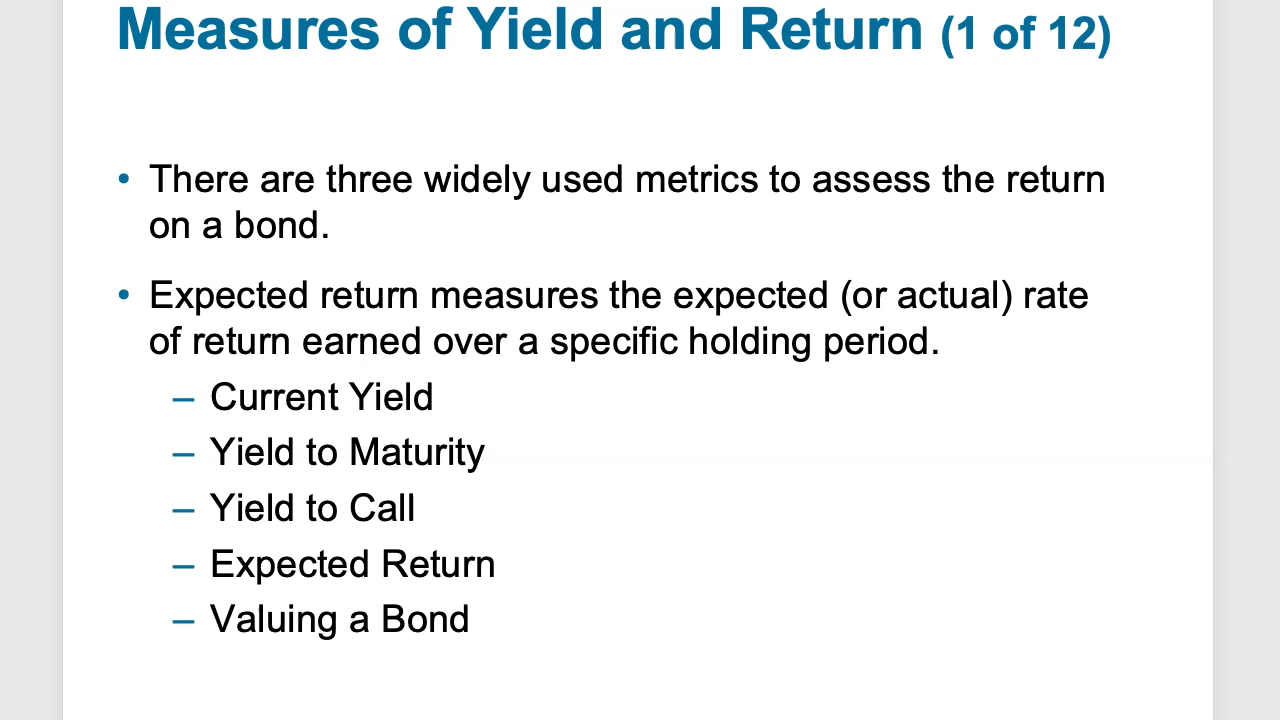 Measures of Yield and Return (1 of 12)
• There are three widely used metrics to assess the return
on a bond.
• Expected return measures the expected (or actual) rate
of return earned over a specific holding period.
– Current Yield
– Yield to Maturity
– Yield to Call
– Expected Return
– Valuing a Bond